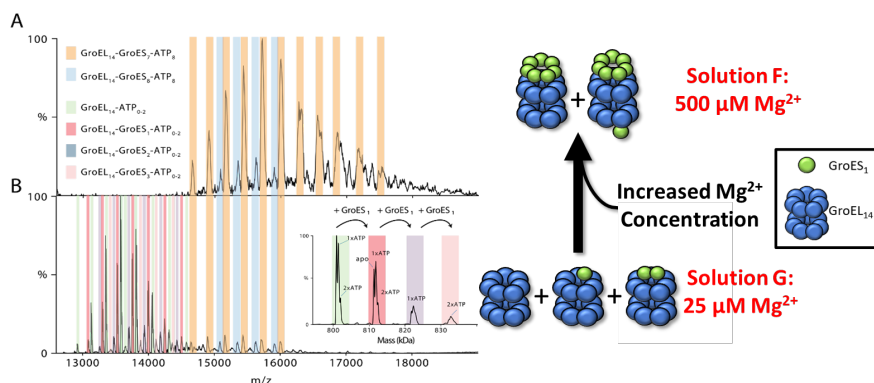 A
100
%
0
GroEL14-GroES7-ATP8
GroEL14-GroES8-ATP8
GroEL14-ATP0-2
GroEL14-GroES1-ATP0-2
GroEL14-GroES2-ATP0-2
GroEL14-GroES3-ATP0-2
B
100
%
0
13000 14000 15000 16000 17000 18000
m/z
+ GroES1 + GroES1 + GroES1
100
%
0
1xATP
2xATP
apo
1xATP
2xATP
1xATP
2xATP
800 810 820 830
Mass (kDa)
+
Solution F:
500 µM Mg2+
Increased Mg2+
Concentration
GroES1
GroEL14
+ +
Solution G:
25 µM Mg2+